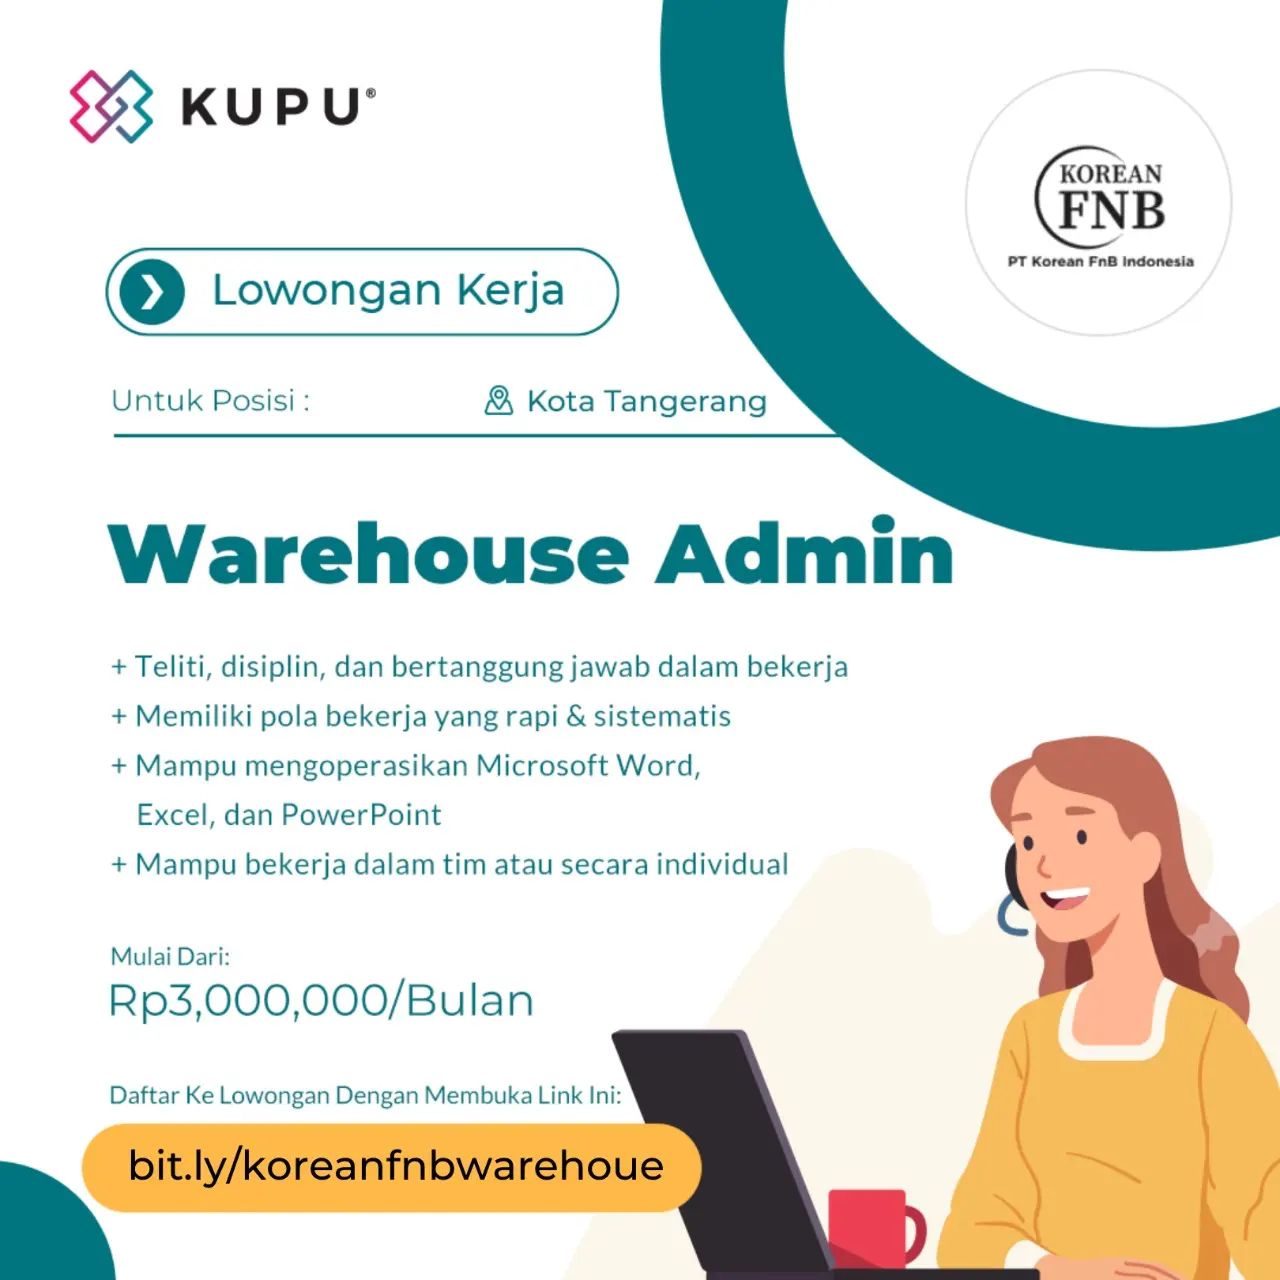 KUPU®
KOREAN
FNB
PT Korean FnB Indonesia
Lowongan Kerja
Untuk Posisi :
Kota Tangerang
Warehouse Admin
+ Teliti, disiplin, dan bertanggung jawab dalam bekerja
+ Memiliki pola bekerja yang rapi & sistematis
+ Mampu mengoperasikan Microsoft Word,
Excel, dan PowerPoint
+ Mampu bekerja dalam tim atau secara individual
Mulai Dari:
Rp3,000,000/Bulan
Daftar Ke Lowongan Dengan Membuka Link Ini:
bit.ly/koreanfnbwarehoue